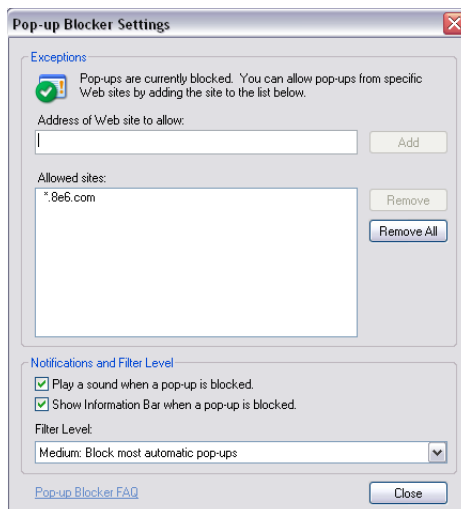 Pop-up Blocker Settings
Exceptions
Pop-ups are currently blocked. You can allow pop-ups from specific
Web sites by adding the site to the list below.
Address of Web site to allow:
Add
Allowed sites:
*.8e6.com
Remove
Remove All
Notifications and Filter Level
Play a sound when a pop-up is blocked.
Show Information Bar when a pop-up is blocked.
Filter Level:
Medium: Block most automatic pop-ups
Pop-up Blocker FAQ
Close